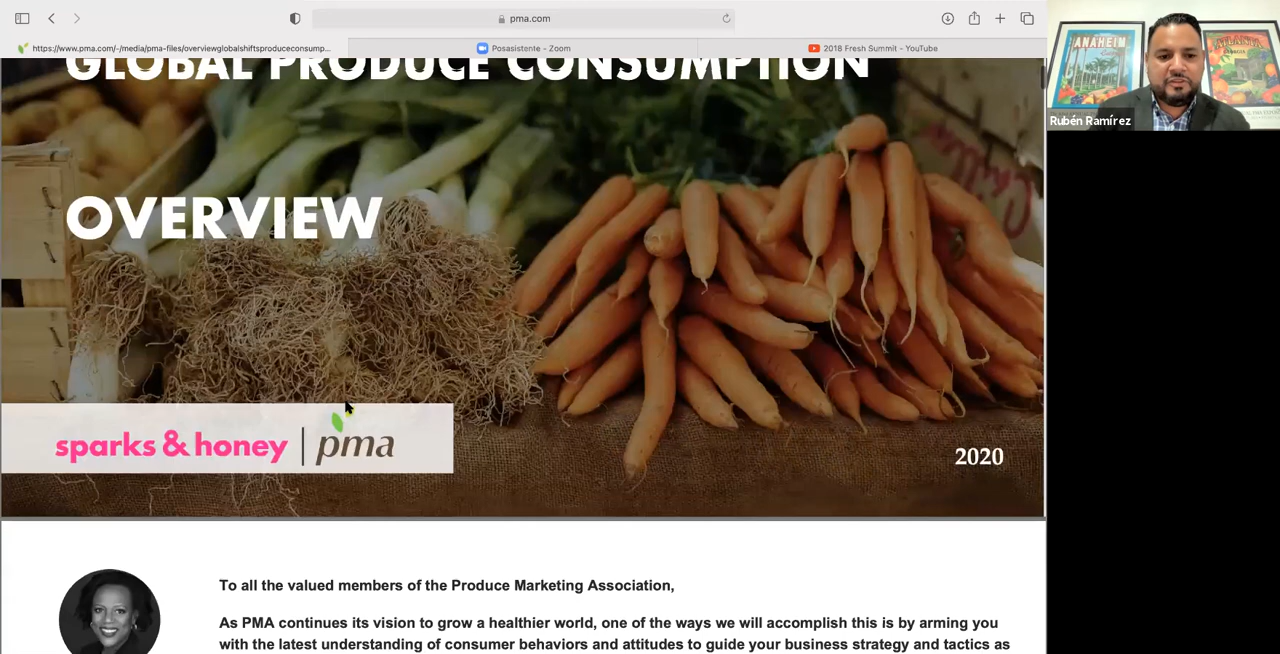 pma.com
https://www.pma.com/-/media/pma-files/overviewglobalshiftsproduceconsump...
Posasistente - Zoom
2018 Fresh Summit - YouTube
GLOBAL PRODUCE CONSUMPTION
OVERVIEW
sparks & honey | pma
2020
To all the valued members of the Produce Marketing Association,
As PMA continues its vision to grow a healthier world, one of the ways we will accomplish this is by arming you
with the latest understanding of consumer behaviors and attitudes to guide your business strategy and tactics as
ANAHEIM
ATLANTA
Rubén Ramírez